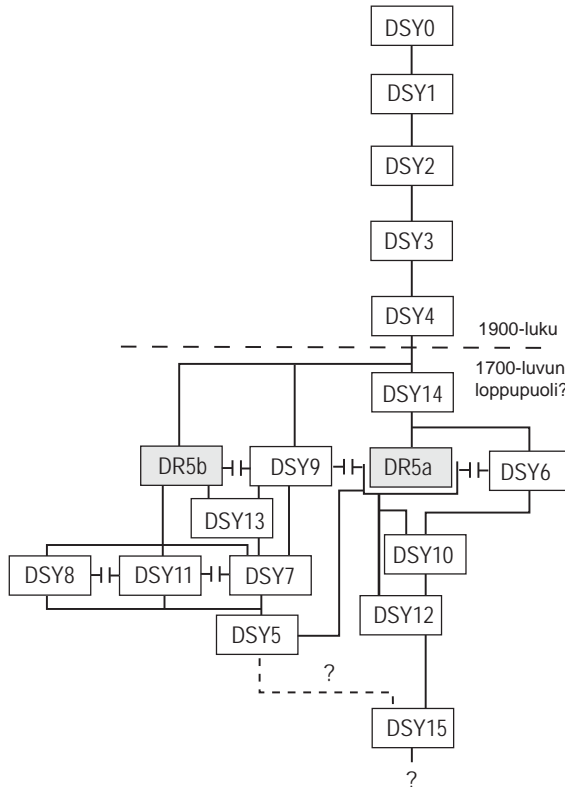 DSY0
DSY1
DSY2
DSY3
DSY4
1900-luku
1700-luvun
loppupuoli?
DSY14
DR5b
DSY9
DR5a
DSY6
DSY13
DSY10
DSY8
DSY11
DSY7
DSY12
DSY5
?
DSY15
?